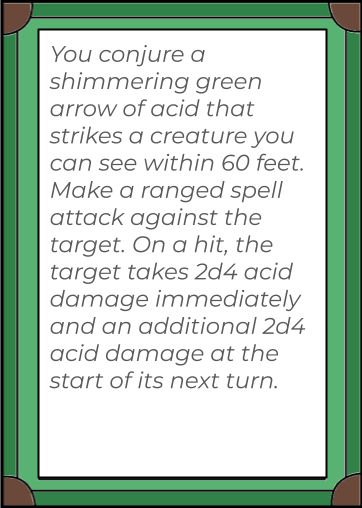 You conjure a
shimmering green
arrow of acid that
strikes a creature you
can see within 60 feet.
Make a ranged spell
attack against the
target. On a hit, the
target takes 2d4 acid
damage immediately
and an additional 2d4
acid damage at the
start of its next turn.